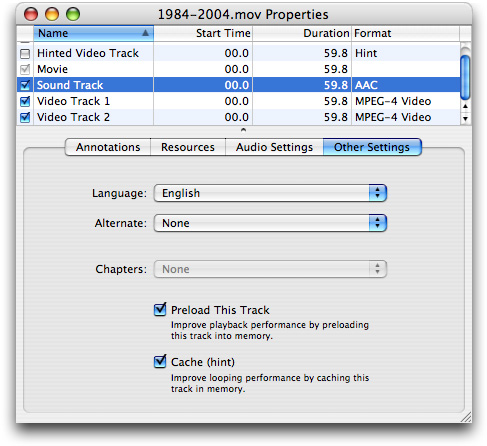 1984-2004.mov Properties
Name Start Time Duration Format
Hinted Video Track 00.0 59.8 Hint
Movie 00.0 59.8
Sound Track 00.0 59.8 AAC
Video Track 1 00.0 59.8 MPEG-4 Video
Video Track 2 00.0 59.8 MPEG-4 Video
Annotations Resources Audio Settings Other Settings
Language: English
Alternate: None
Chapters: None
Preload This Track
Improve playback performance by preloading
this track into memory.
Cache (hint)
Improve looping performance by caching this
track in memory.